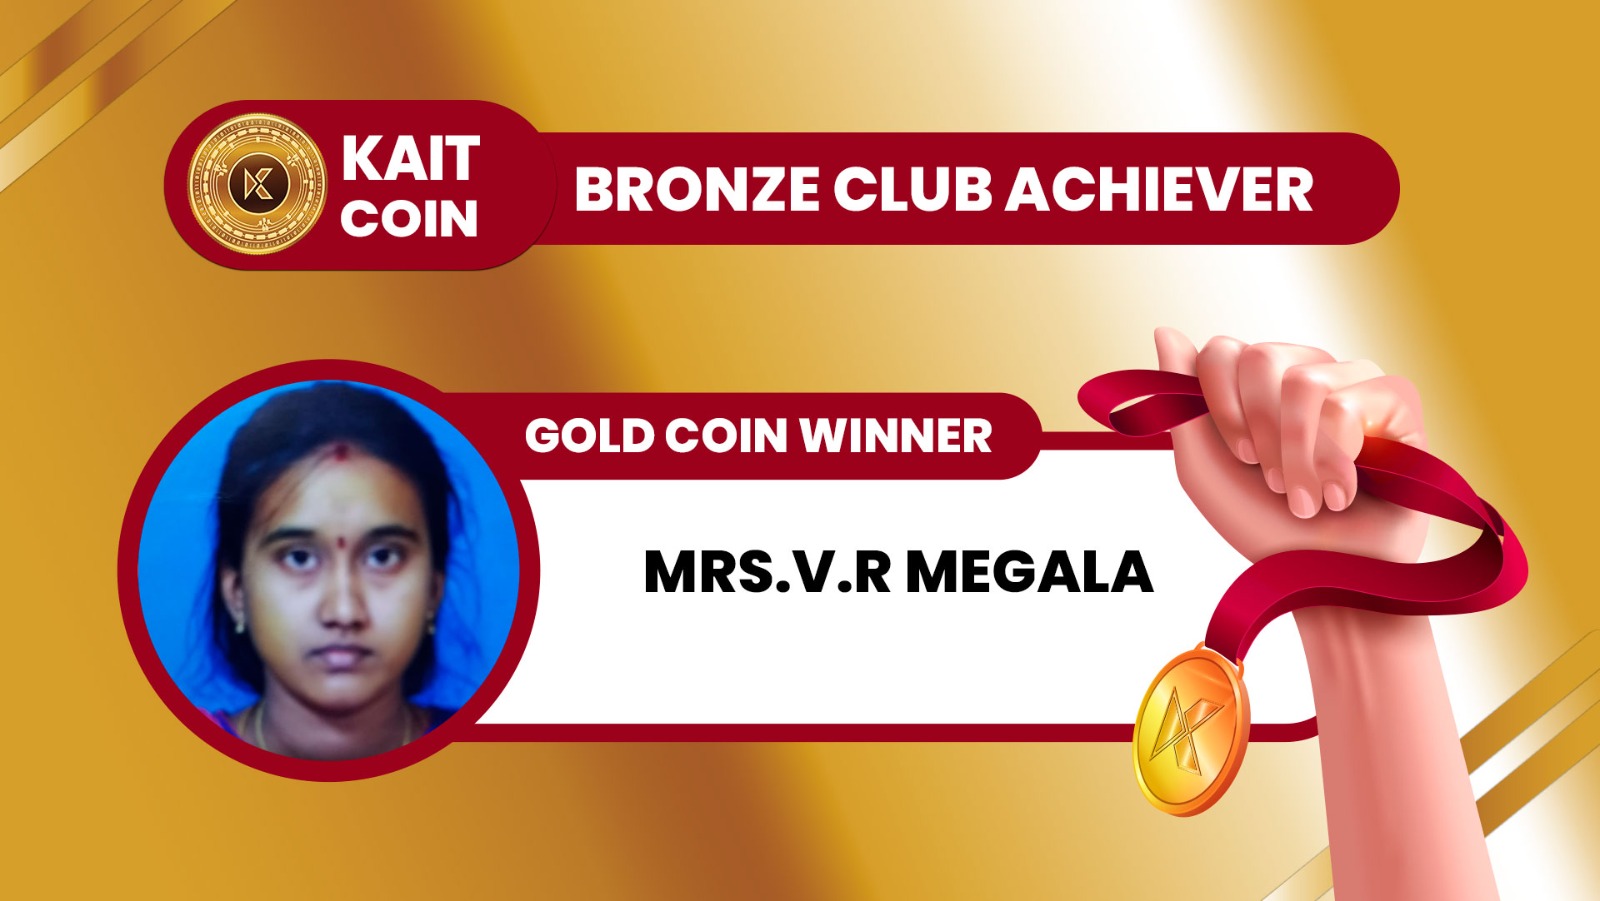 KAIT
COIN
BRONZE CLUB ACHIEVER
GOLD COIN WINNER
MRS.V.R MEGALA